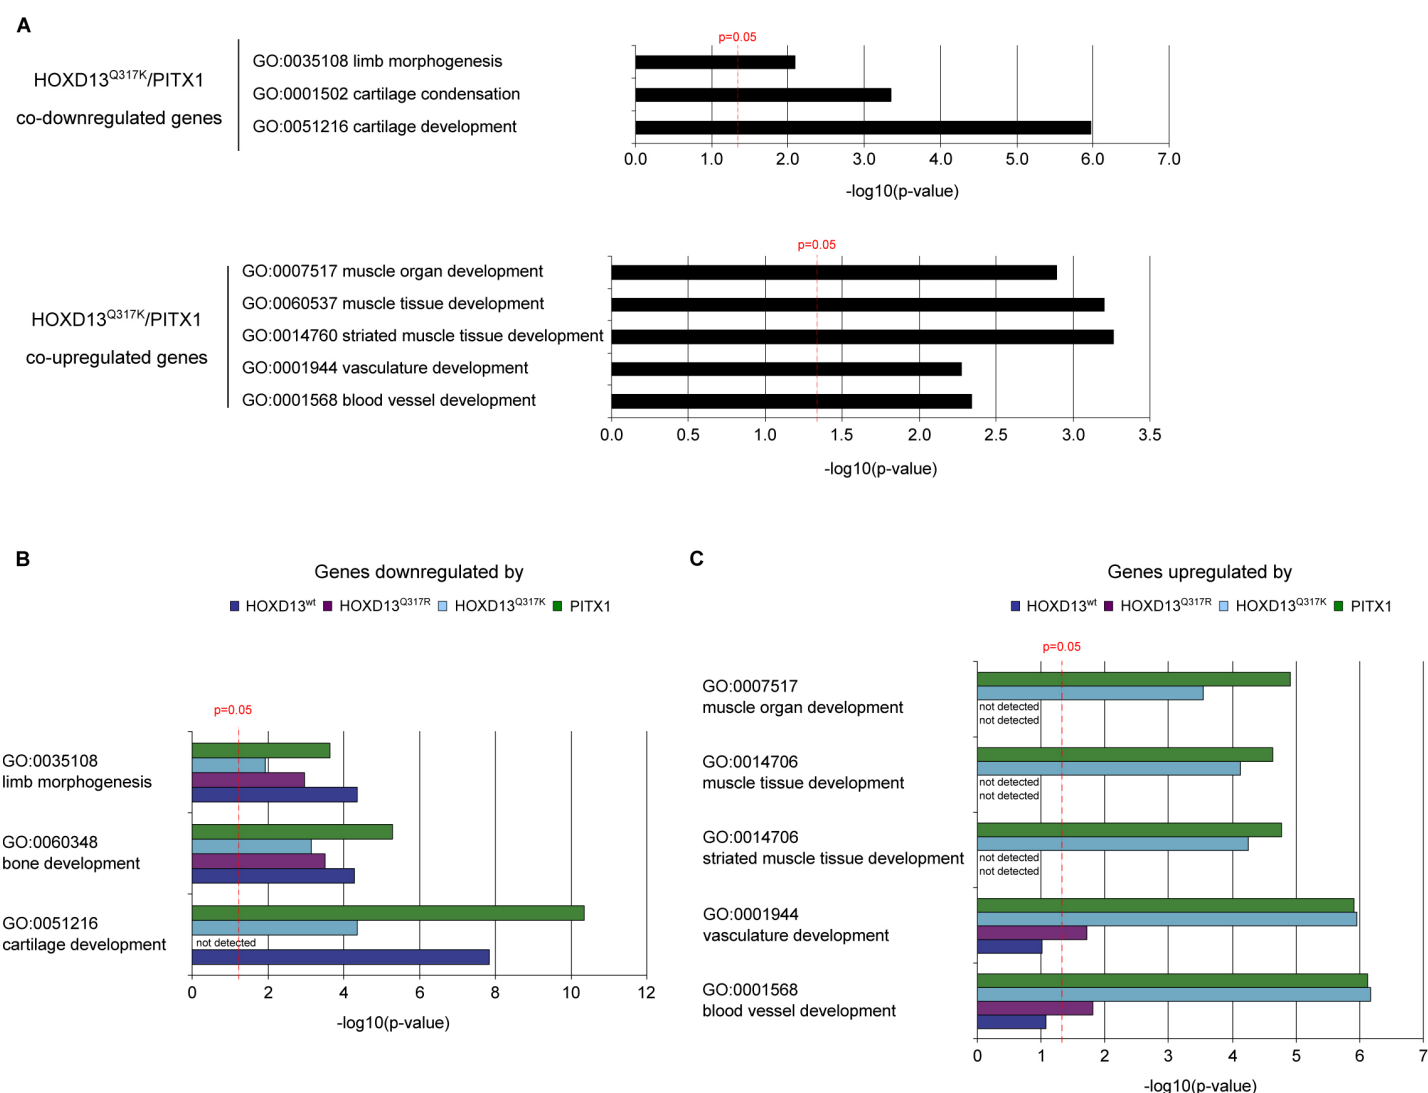 A
HOXD13Q317K/PITX1
co-downregulated genes
GO:0035108 limb morphogenesis
GO:0001502 cartilage condensation
GO:0051216 cartilage development
p=0.05
0.0 1.0 2.0 3.0 4.0 5.0 6.0 7.0
-log10(p-value)
HOXD13Q317K/PITX1
co-upregulated genes
GO:0007517 muscle organ development
GO:0060537 muscle tissue development
GO:0014760 striated muscle tissue development
GO:0001944 vasculature development
GO:0001568 blood vessel development
p=0.05
0.0 0.5 1.0 1.5 2.0 2.5 3.0 3.5
-log10(p-value)
B
Genes downregulated by
HOXD13wt HOXD13Q317R HOXD13Q317K PITX1
p=0.05
GO:0035108
limb morphogenesis
GO:0060348
bone development
GO:0051216
cartilage development
not detected
0 2 4 6 8 10 12
-log10(p-value)
C
Genes upregulated by
HOXD13wt HOXD13Q317R HOXD13Q317K PITX1
p=0.05
GO:0007517
muscle organ development
not detected
not detected
GO:0014706
muscle tissue development
not detected
not detected
GO:0014706
striated muscle tissue development
not detected
not detected
GO:0001944
vasculature development
GO:0001568
blood vessel development
0 1 2 3 4 5 6 7
-log10(p-value)